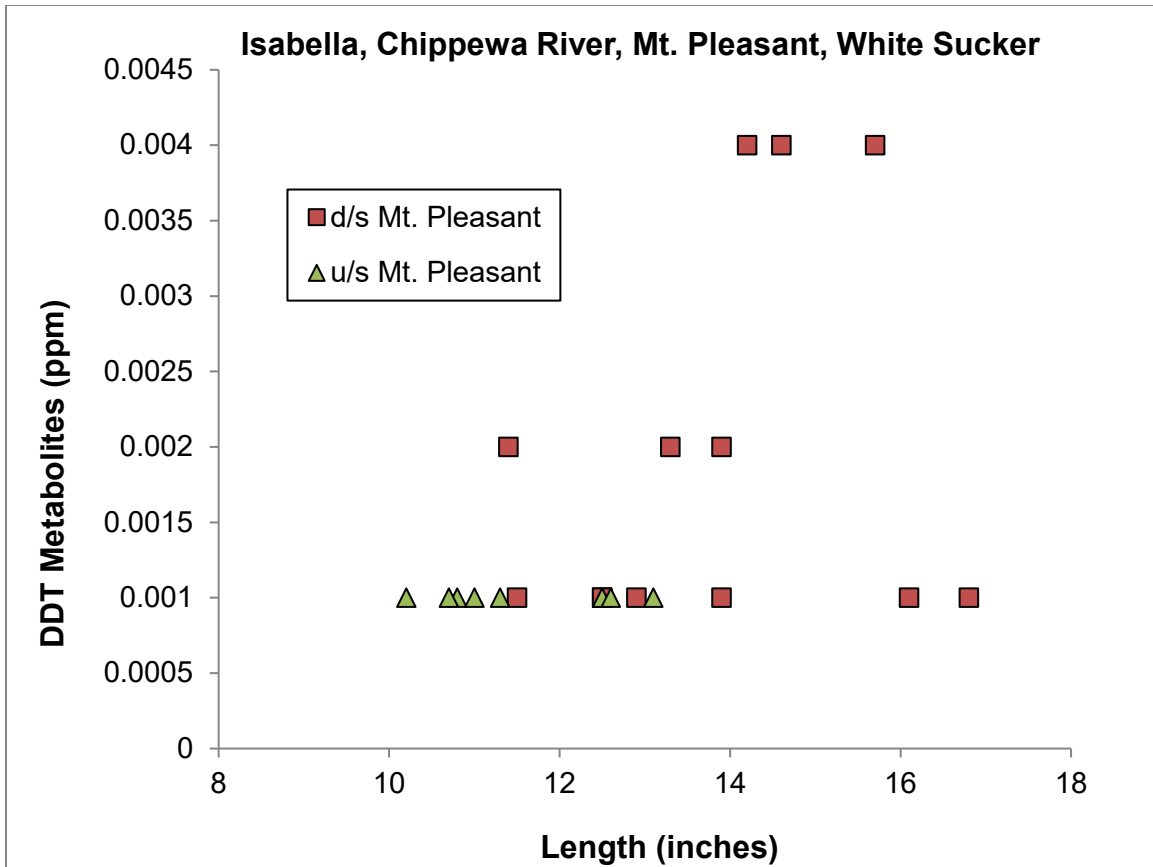 Isabella, Chippewa River, Mt. Pleasant, White Sucker
0.0045
0.004
0.0035
0.003
0.0025
0.002
0.0015
0.001
0.0005
0
d/s Mt. Pleasant
u/s Mt. Pleasant
DDT Metabolites (ppm)
8 10 12 14 16 18
Length (inches)